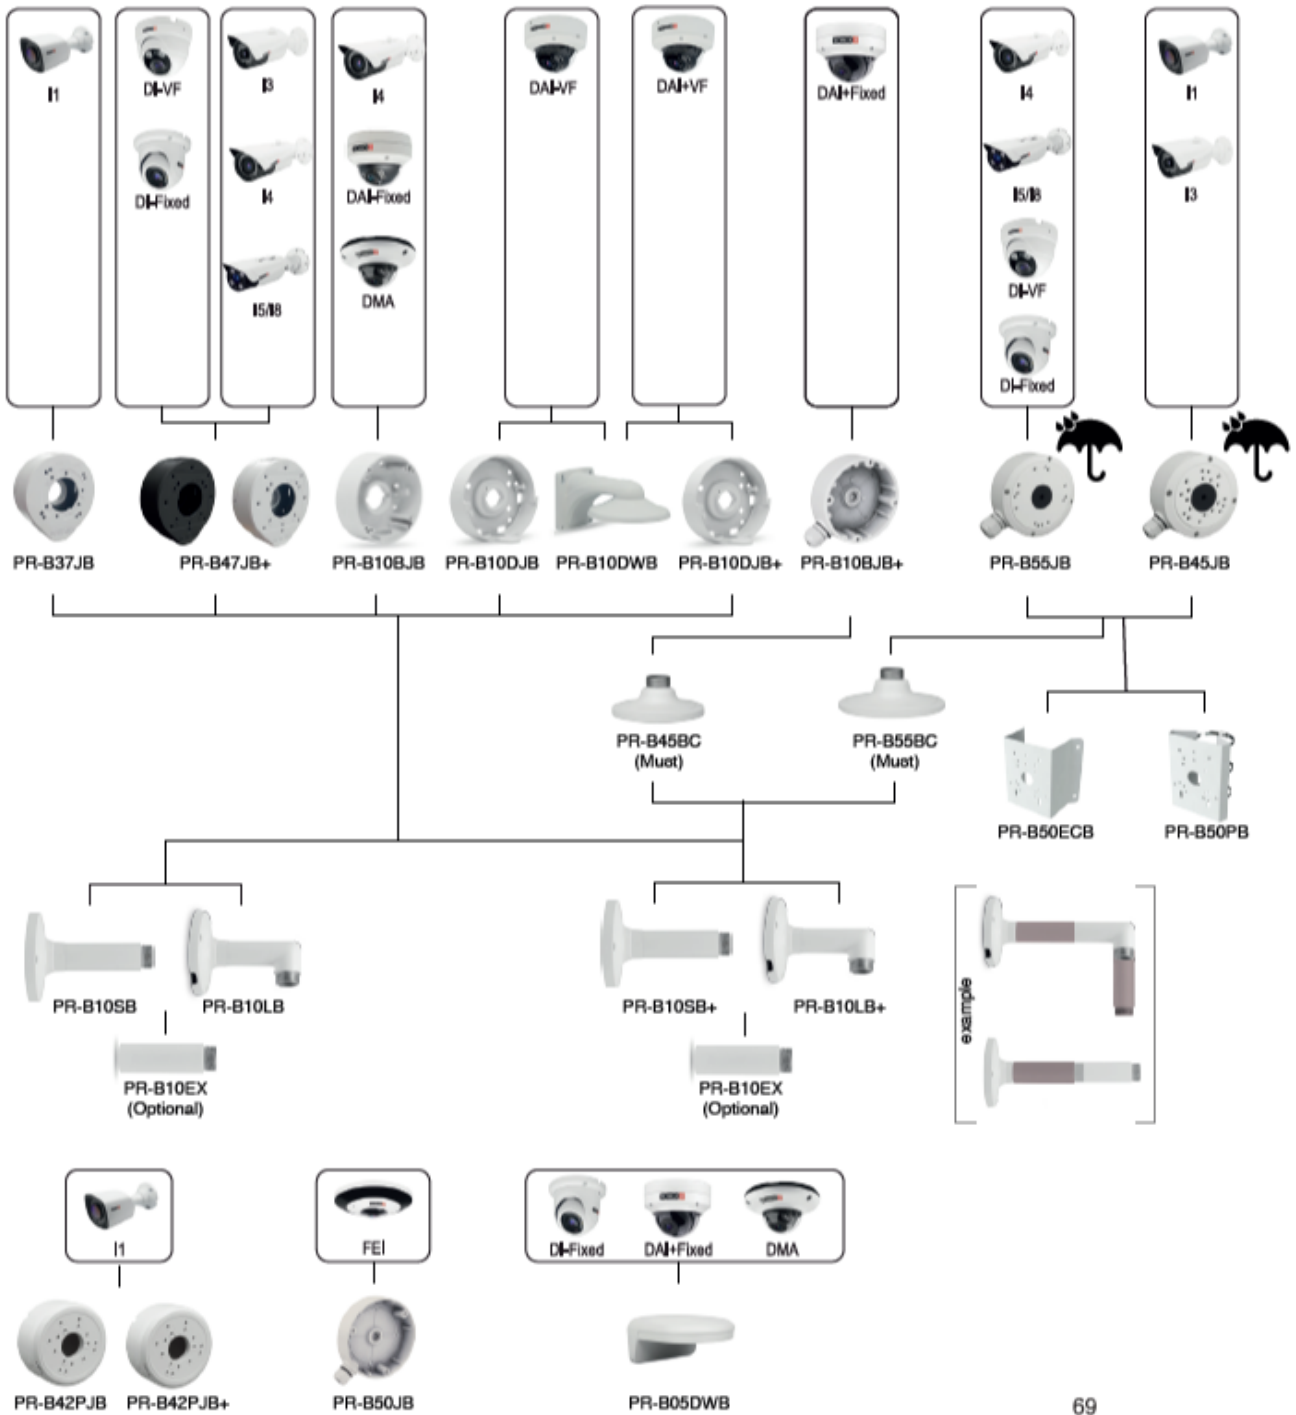 I1
DI-VF
I3
I4
DAI-VF
DAI+VF
DAI+Fixed
I4
I1
DI-Fixed
I4
DAI-Fixed
I5/I8
I3
I5/I8
DMA
DI-VF
DI-Fixed
PR-B37JB
PR-B47JB+
PR-B10BJB
PR-B10DJB
PR-B10DWB
PR-B10DJB+
PR-B10BJB+
PR-B55JB
PR-B45JB
PR-B45BC
(Must)
PR-B55BC
(Must)
PR-B50ECB
PR-B50PB
PR-B10SB
PR-B10LB
PR-B10SB+
PR-B10LB+
example
PR-B10EX
(Optional)
PR-B10EX
(Optional)
I1
FEI
DI-Fixed
DAI+Fixed
DMA
PR-B42PJB
PR-B42PJB+
PR-B50JB
PR-B05DWB
69